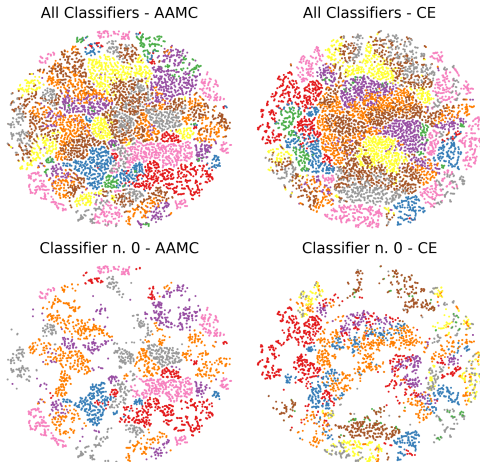 All Classifiers - AAMC
All Classifiers - CE
Classifier n. 0 - AAMC
Classifier n. 0 - CE